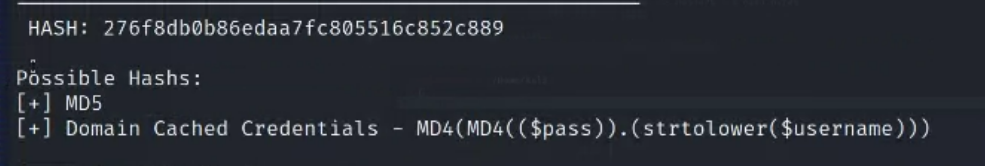 HASH: 276f8db0b86edaa7fc805516c852c889
Possible Hashs:
[+] MD5
[+] Domain Cached Credentials - MD4(MD4(($pass)).(strtolower($username)))